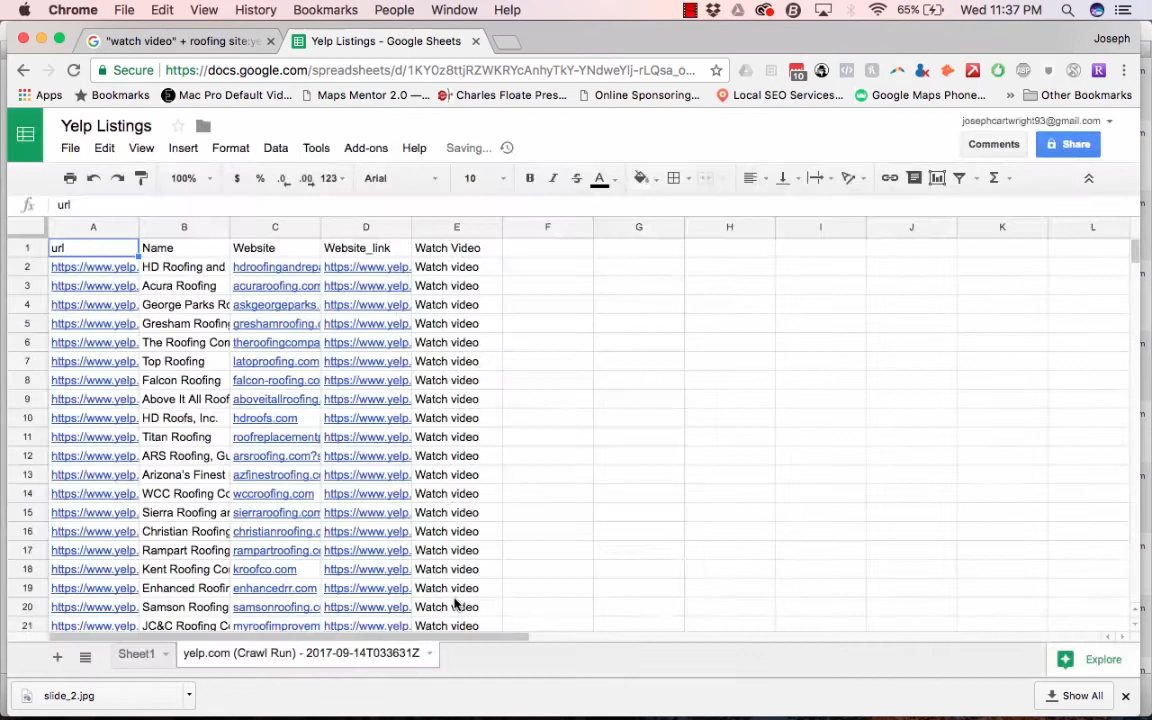 Chrome File Edit View History Bookmarks People Window Help 65% Wed 11:37 PM
"watch video" + roofing site:ye Yelp Listings - Google Sheets Joseph
Secure https://docs.google.com/spreadsheets/d/1KY0z8ttjRZWKRYcAnhyTkY-YNdweYlj-rLQsa_o...
Apps Bookmarks Mac Pro Default Vid... Maps Mentor 2.0 —... Charles Floate Pres... Online Sponsoring... Local SEO Services... Google Maps Phone... » Other Bookmarks
Yelp Listings josephcartwright93@gmail.com
File Edit View Insert Format Data Tools Add-ons Help Saving... Comments Share
100% $ % .0 .00 123 Arial 10 B I S A
fx url
A B C D E F G H I J K L
1 url Name Website Website_link Watch Video
2 https://www.yelp. HD Roofing and hdroofingandrepa https://www.yelp. Watch video
3 https://www.yelp. Acura Roofing acuraroofing.com https://www.yelp. Watch video
4 https://www.yelp. George Parks Ro askgeorgeparks. https://www.yelp. Watch video
5 https://www.yelp. Gresham Roofing greshamroofing.c https://www.yelp. Watch video
6 https://www.yelp. The Roofing Con theroofingcompa https://www.yelp. Watch video
7 https://www.yelp. Top Roofing latoproofing.com https://www.yelp. Watch video
8 https://www.yelp. Falcon Roofing falcon-roofing.co https://www.yelp. Watch video
9 https://www.yelp. Above It All Roof aboveitallroofing. https://www.yelp. Watch video
10 https://www.yelp. HD Roofs, Inc. hdroofs.com https://www.yelp. Watch video
11 https://www.yelp. Titan Roofing roofreplacement https://www.yelp. Watch video
12 https://www.yelp. ARS Roofing, Gu arsroofing.com?s https://www.yelp. Watch video
13 https://www.yelp. Arizona's Finest azfinestroofing.c https://www.yelp. Watch video
14 https://www.yelp. WCC Roofing Co wccroofing.com https://www.yelp. Watch video
15 https://www.yelp. Sierra Roofing ar sierraroofing.com https://www.yelp. Watch video
16 https://www.yelp. Christian Roofing christianroofing.c https://www.yelp. Watch video
17 https://www.yelp. Rampart Roofing rampartroofing.c https://www.yelp. Watch video
18 https://www.yelp. Kent Roofing Co kroofco.com https://www.yelp. Watch video
19 https://www.yelp. Enhanced Roofin enhancedrr.com https://www.yelp. Watch video
20 https://www.yelp. Samson Roofing samsonroofing.c https://www.yelp. Watch video
21 https://www.yelp. JC&C Roofing C myroofimprovem https://www.yelp. Watch video
Sheet1 yelp.com (Crawl Run) - 2017-09-14T033631Z Explore
slide_2.jpg Show All